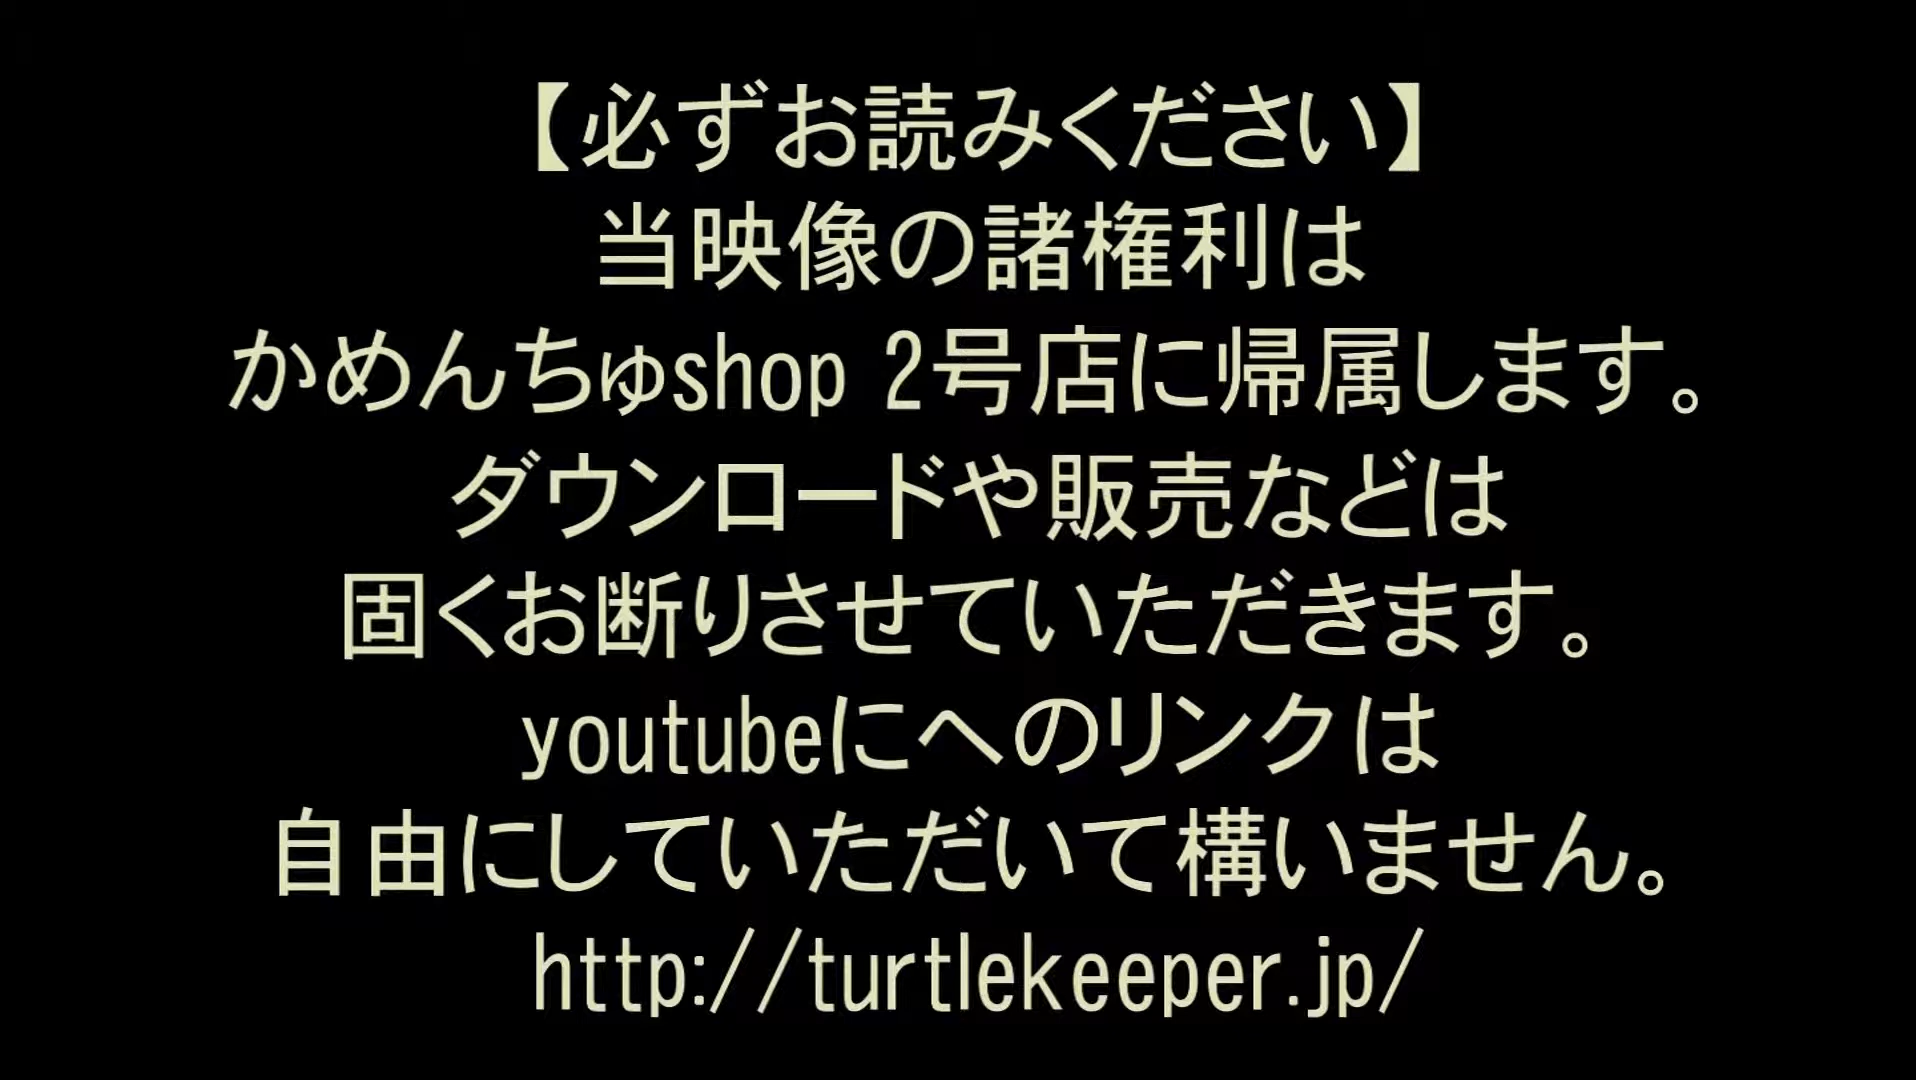 【必ずお読みください】
当映像の諸権利は
かめんちゅshop 2号店に帰属します。
ダウンロードや販売などは
固くお断りさせていただきます。
youtubeにへのリンクは
自由にしていただいて構いません。
http://turtlekeeper.jp/